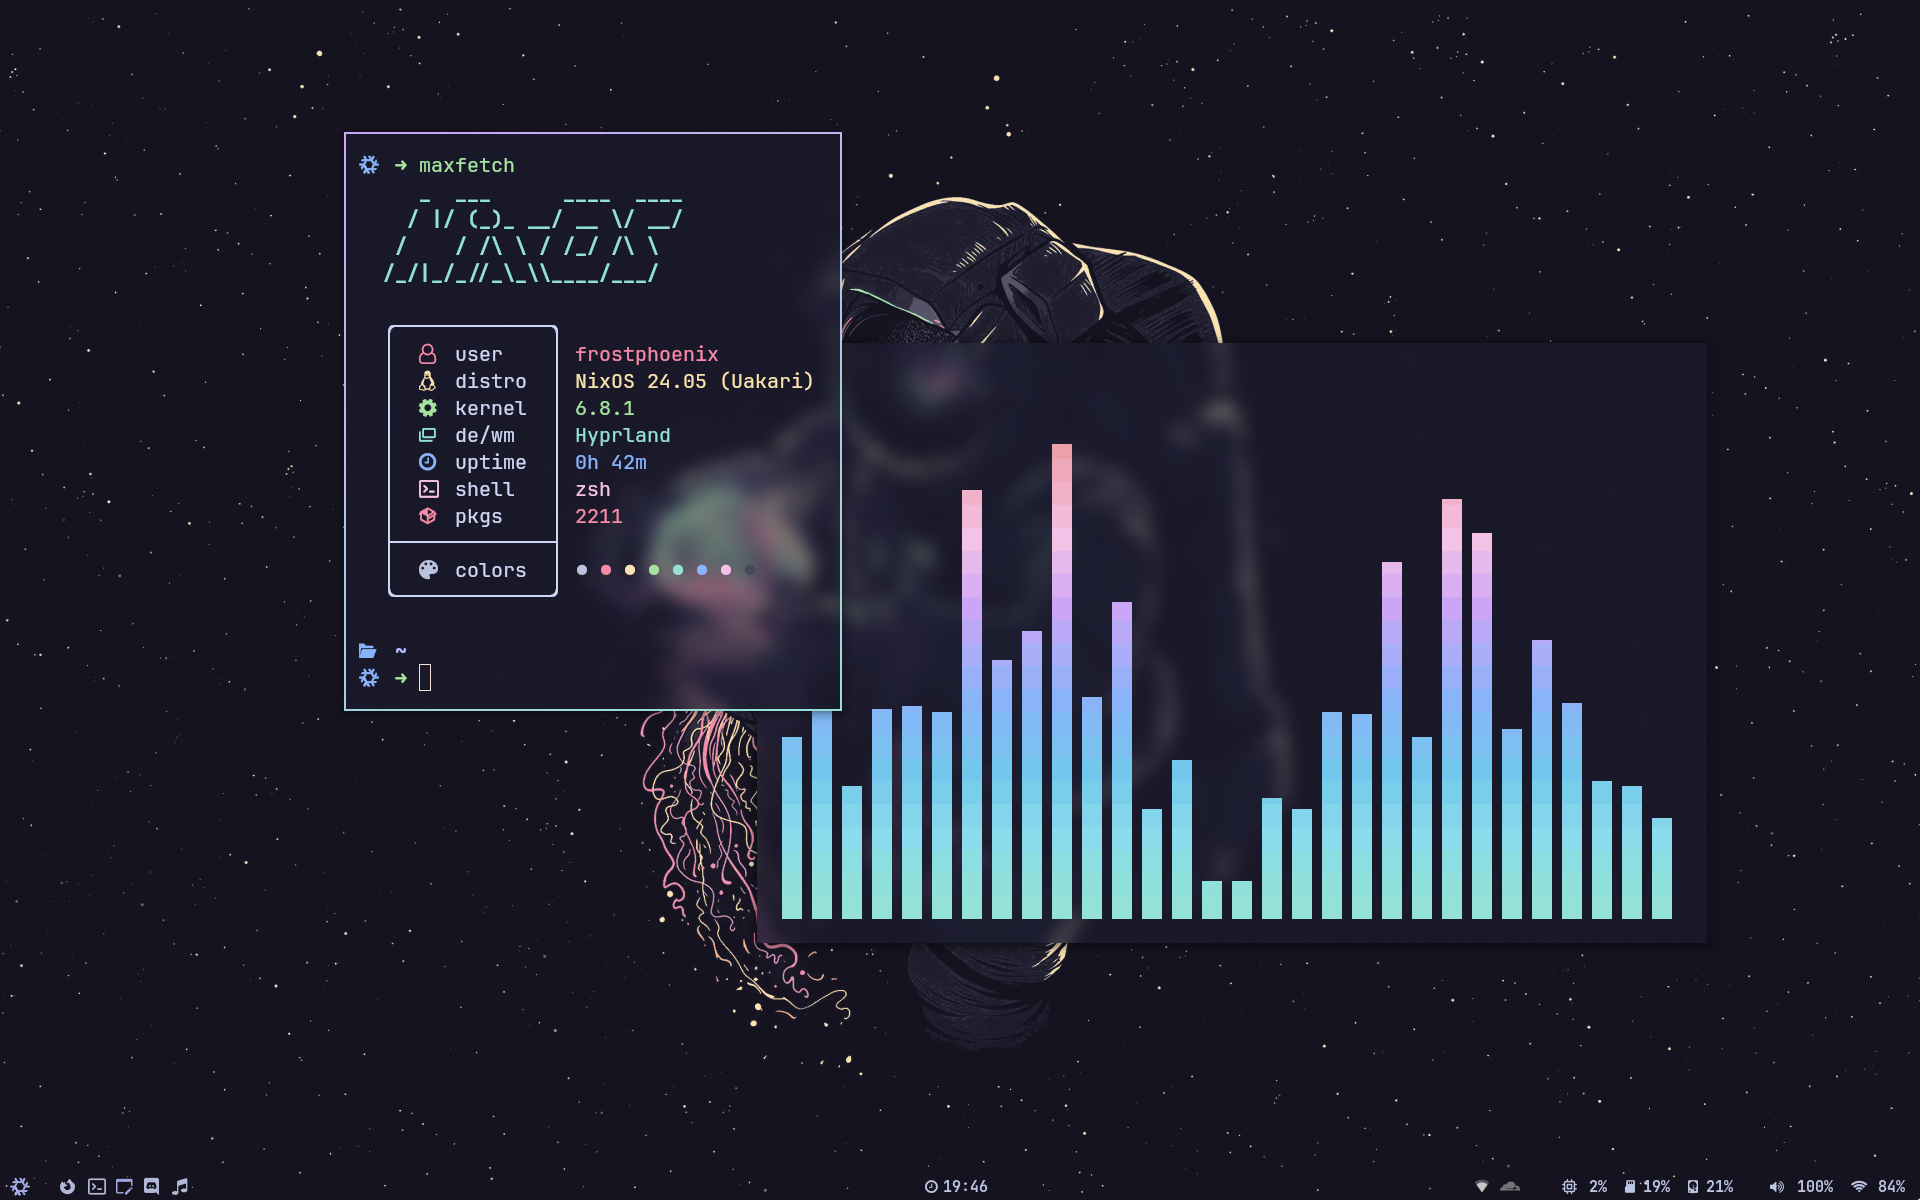 maxfetch
user frostphoenix
distro NixOS 24.05 (Uakari)
kernel 6.8.1
de/wm Hyprland
uptime 0h 42m
shell zsh
pkgs 2211
colors
~
19:46
2% 19% 21% 100% 84%